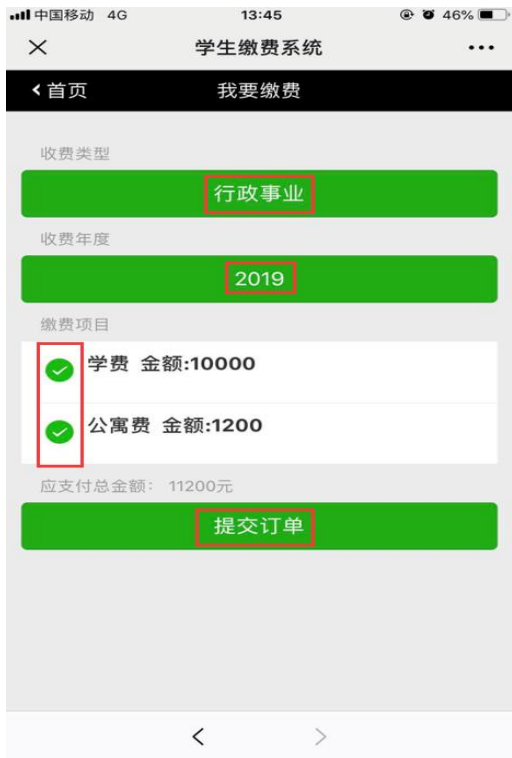 中国移动 4G 13:45 46%
学生缴费系统
首页 我要缴费
收费类型
行政事业
收费年度
2019
缴费项目
学费 金额:10000
公寓费 金额:1200
应支付总金额: 11200元
提交订单